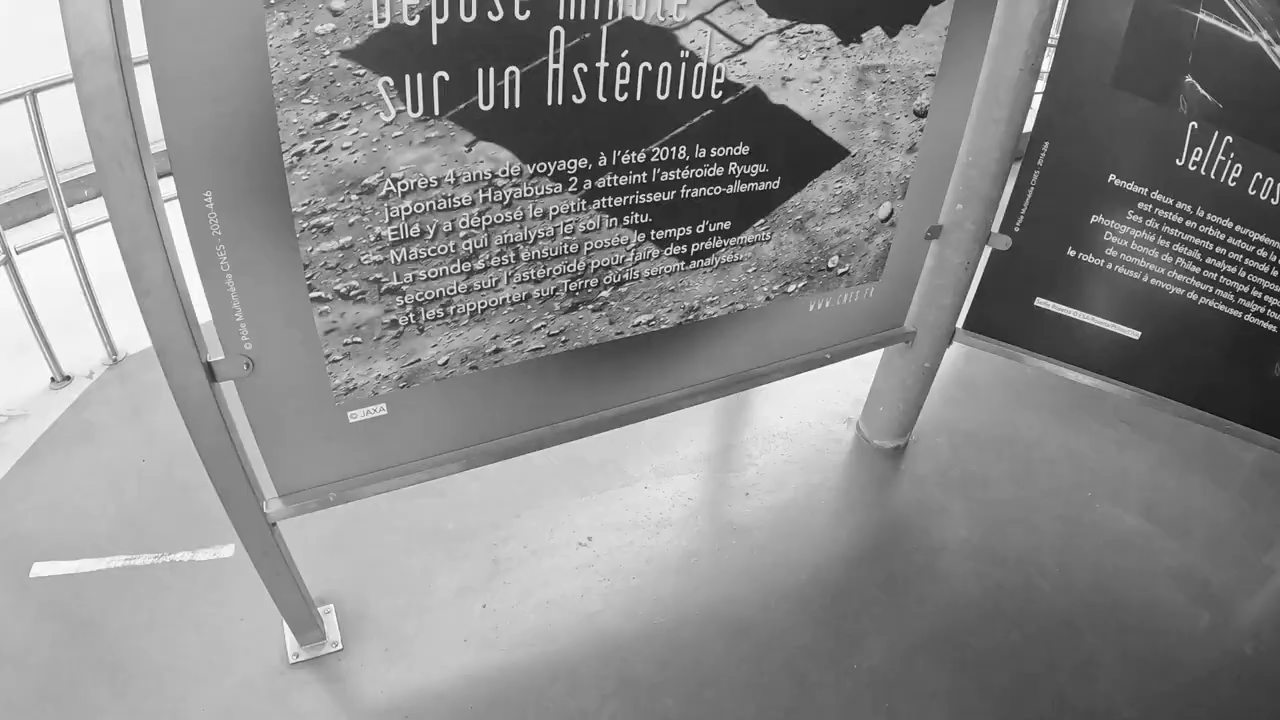 Dépose minute
sur un Astéroïde
Après 4 ans de voyage, à l'été 2018, la sonde
japonaise Hayabusa 2 a atteint l'astéroïde Ryugu.
Elle y a déposé le petit atterrisseur franco-allemand
Mascot qui analysa le sol in situ.
La sonde s'est ensuite posée le temps d'une
seconde sur l'astéroïde pour faire des prélèvements
et les rapporter sur Terre où ils seront analysés.
WWW.CNES.FR
© Pôle Multimédia CNES - 2020-446
© JAXA
Selfie cos
Pendant deux ans, la sonde européen
est restée en orbite autour de la
Ses dix instruments en ont sondé
photographié les détails, analysé la compos
Deux bonds de Philae ont trompé les esp
de nombreux chercheurs mais, malgré tou
le robot a réussi à envoyer de précieuses données.
© Pôle Multimédia CNES - 2016-266